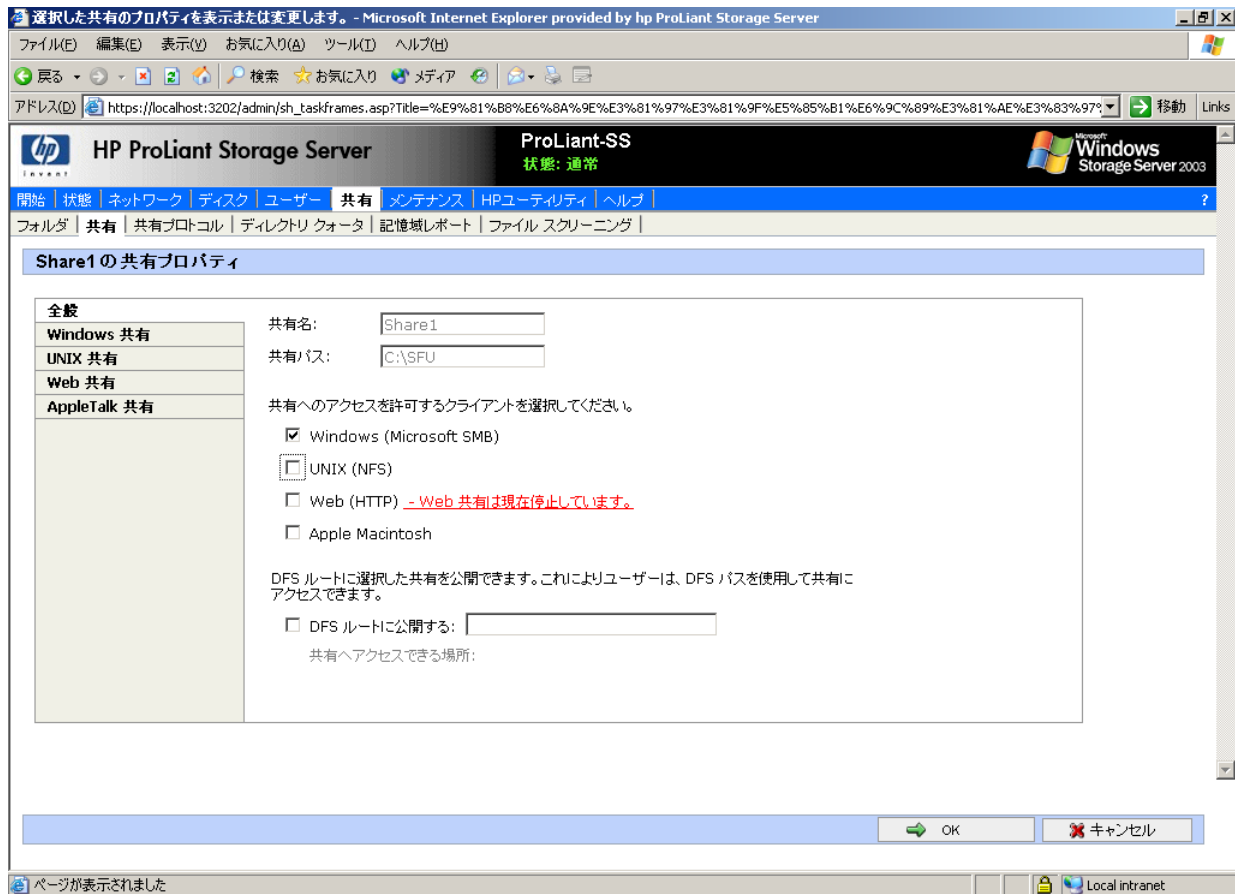 選択した共有のプロパティを表示または変更します。 - Microsoft Internet Explorer provided by hp ProLiant Storage Server
ファイル(F) 編集(E) 表示(V) お気に入り(A) ツール(T) ヘルプ(H)
戻る 検索 お気に入り メディア
アドレス(D) https://localhost:3202/admin/sh_taskframes.asp?Title=%E9%81%B8%E6%8A%9E%E3%81%97%E3%81%9F%E5%85%B1%E6%9C%89%E3%81%AE%E3%83%97% 移動 Links
hp invent HP ProLiant Storage Server ProLiant-SS Microsoft Windows Storage Server 2003
状態: 通常
開始 状態 ネットワーク ディスク ユーザー 共有 メンテナンス HPユーティリティ ヘルプ ?
フォルダ 共有 共有プロトコル ディレクトリ クォータ 記憶域レポート ファイル スクリーニング
Share1 の 共有プロパティ
全般
Windows 共有
UNIX 共有
Web 共有
AppleTalk 共有
共有名: Share1
共有パス: C:\SFU
共有へのアクセスを許可するクライアントを選択してください。
Windows (Microsoft SMB)
UNIX (NFS)
Web (HTTP) - Web 共有は現在停止しています。
Apple Macintosh
DFS ルートに選択した共有を公開できます。これによりユーザーは、DFS パスを使用して共有に
アクセスできます。
DFS ルートに公開する:
共有へアクセスできる場所:
OK キャンセル
ページが表示されました Local intranet